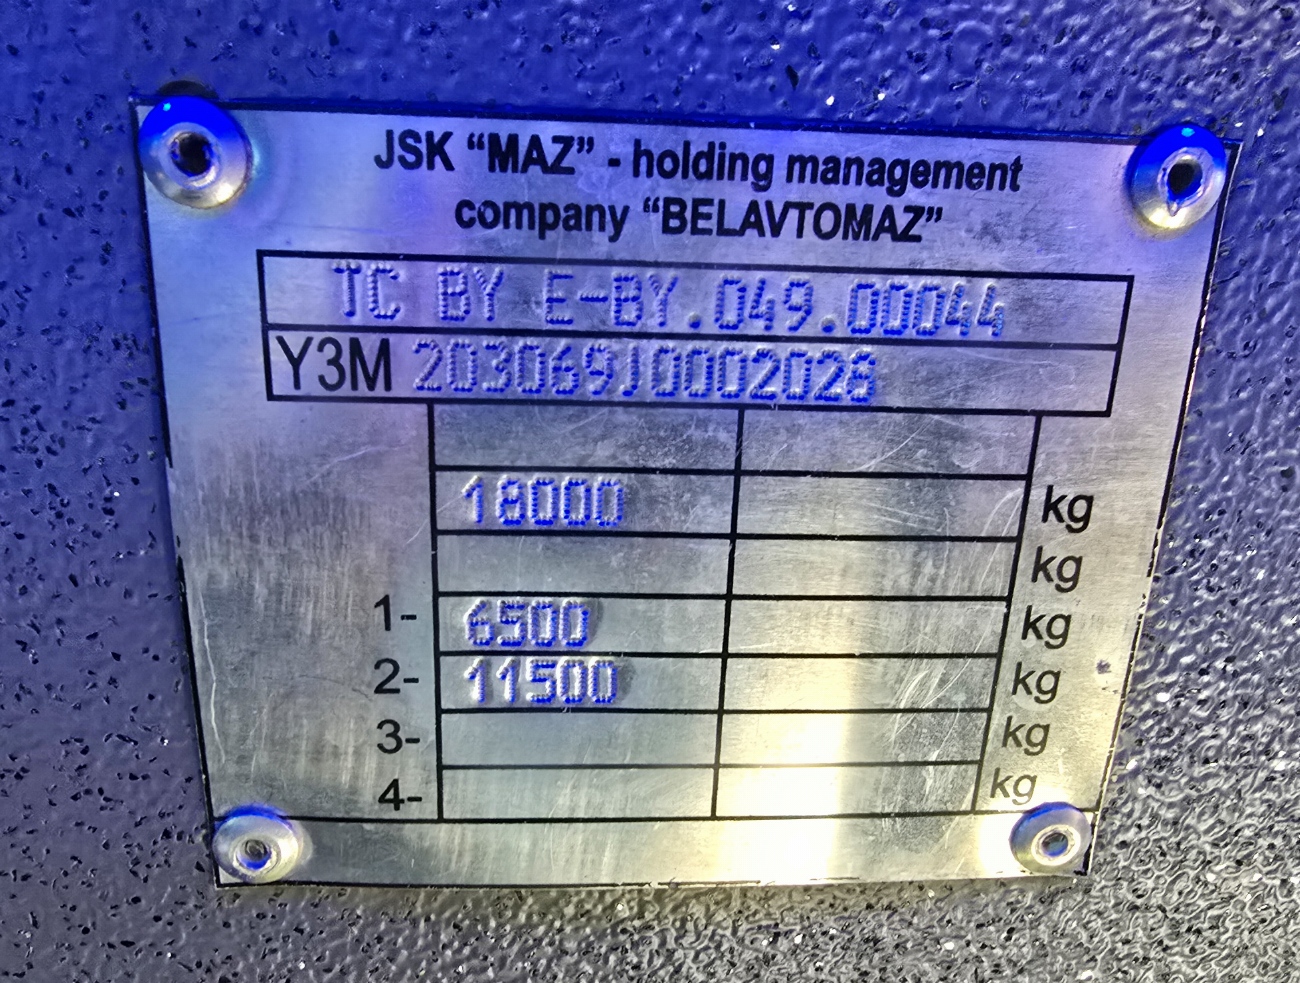 JSK “MAZ” - holding management
company “BELAVTOMAZ”
TC BY E-BY.049.00044
Y3M 203069J0002028
18000 kg
kg
1- 6500 kg
2- 11500 kg
3- kg
4- kg